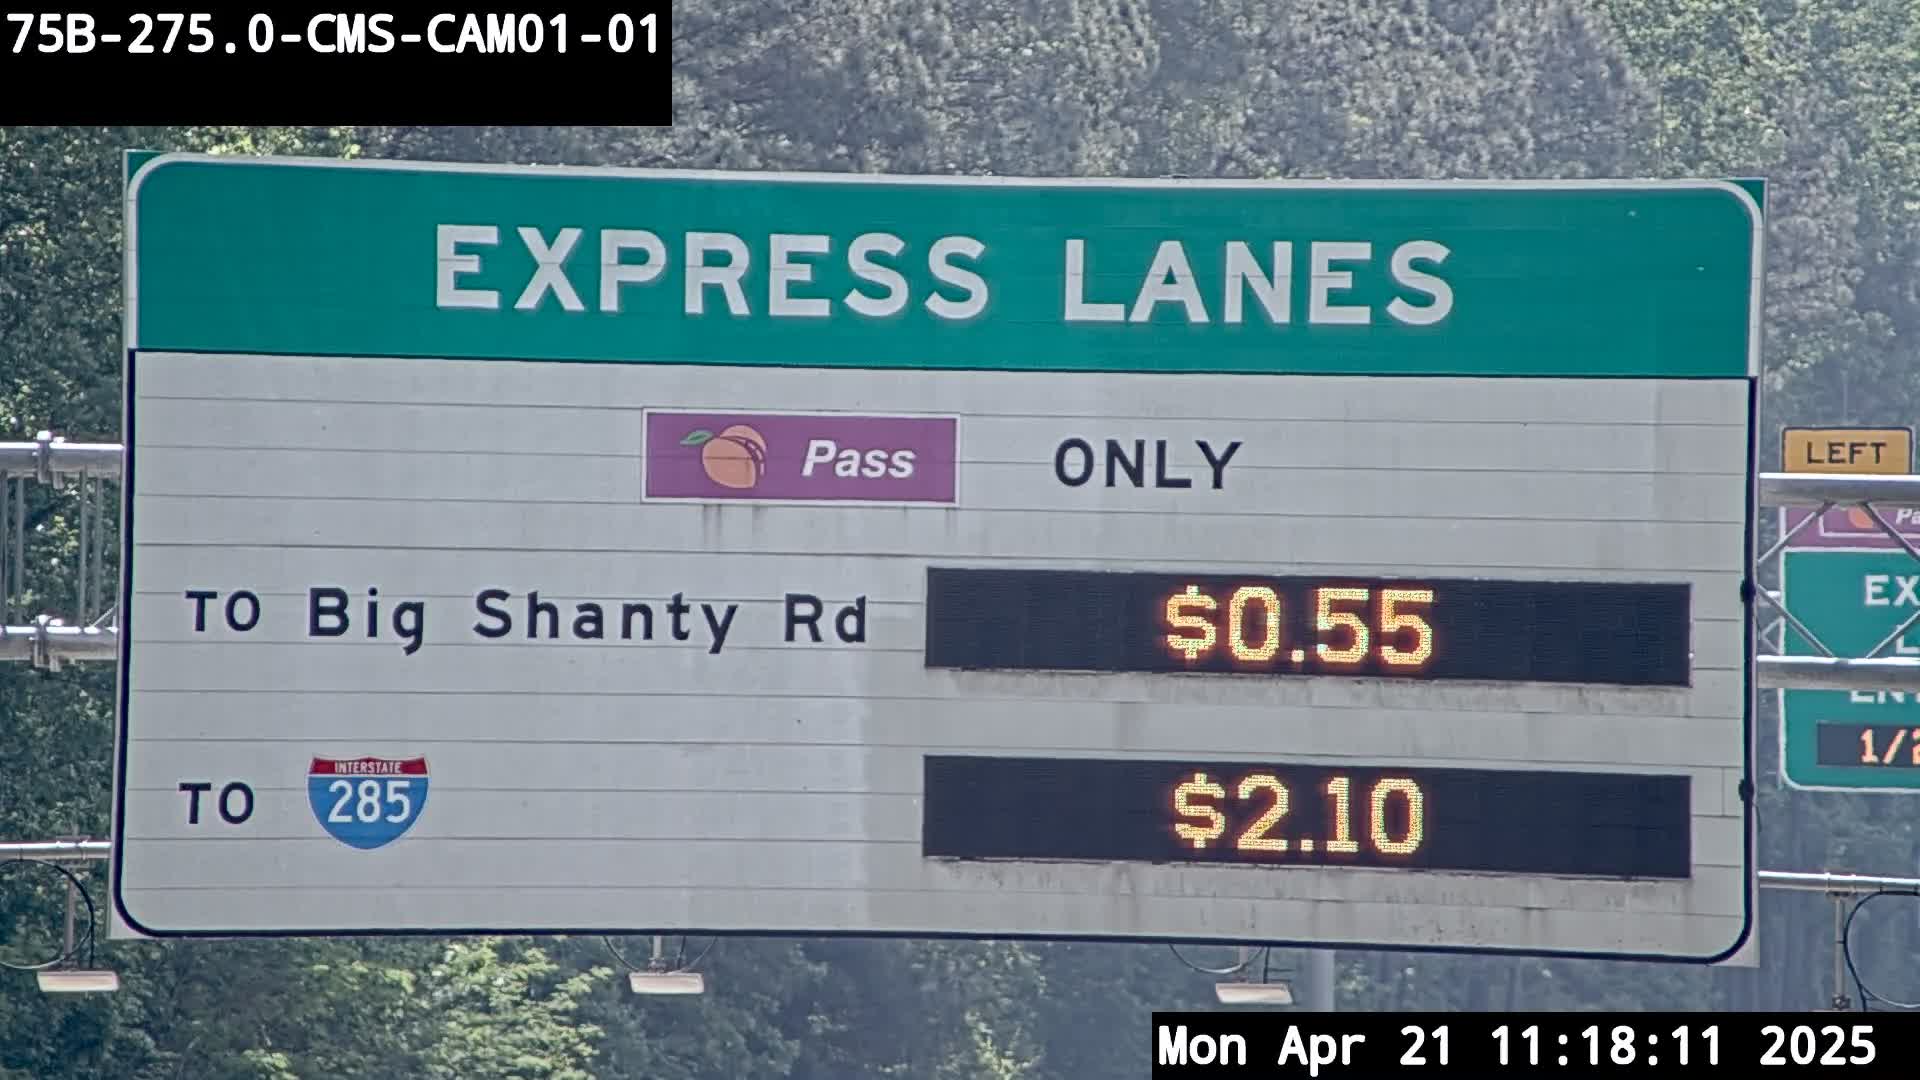 75B-275.0-CMS-CAM01-01
EXPRESS LANES
Pass ONLY
LEFT
TO Big Shanty Rd $0.55
TO INTERSTATE 285 $2.10
EX
1/2
Mon Apr 21 11:18:11 2025